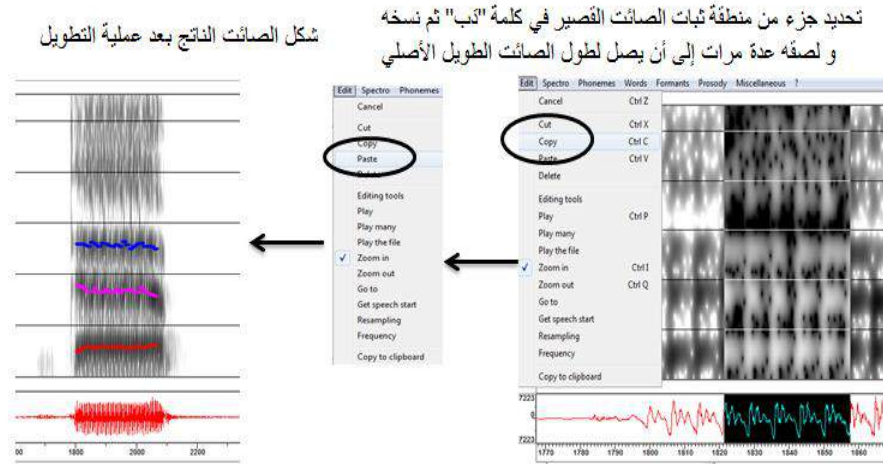 تحديد جزء من منطقة ثبات الصائت القصير في كلمة "دَب" ثم نسخه
و لصقه عدة مرات إلى أن يصل لطول الصائت الطويل الأصلي
شكل الصائت الناتج بعد عملية التطويل
Edit Spectro Phonemes Words Formants Prosody Miscellaneous ?
Cancel Ctrl Z
Cut Ctrl X
Copy Ctrl C
Paste Ctrl V
Delete
Editing tools
Play Ctrl P
Play many
Play the file
Zoom in Ctrl I
Zoom out Ctrl Q
Go to
Get speech start
Resampling
Frequency
Copy to clipboard
7223
0
7223
1770 1780 1790 1800 1810 1820 1830 1840 1850 1860
Edit Spectro Phonemes
Cancel
Cut
Copy
Paste
Delete
Editing tools
Play
Play many
Play the file
Zoom in
Zoom out
Go to
Get speech start
Resampling
Frequency
Copy to clipboard
00 1800 2000 2200